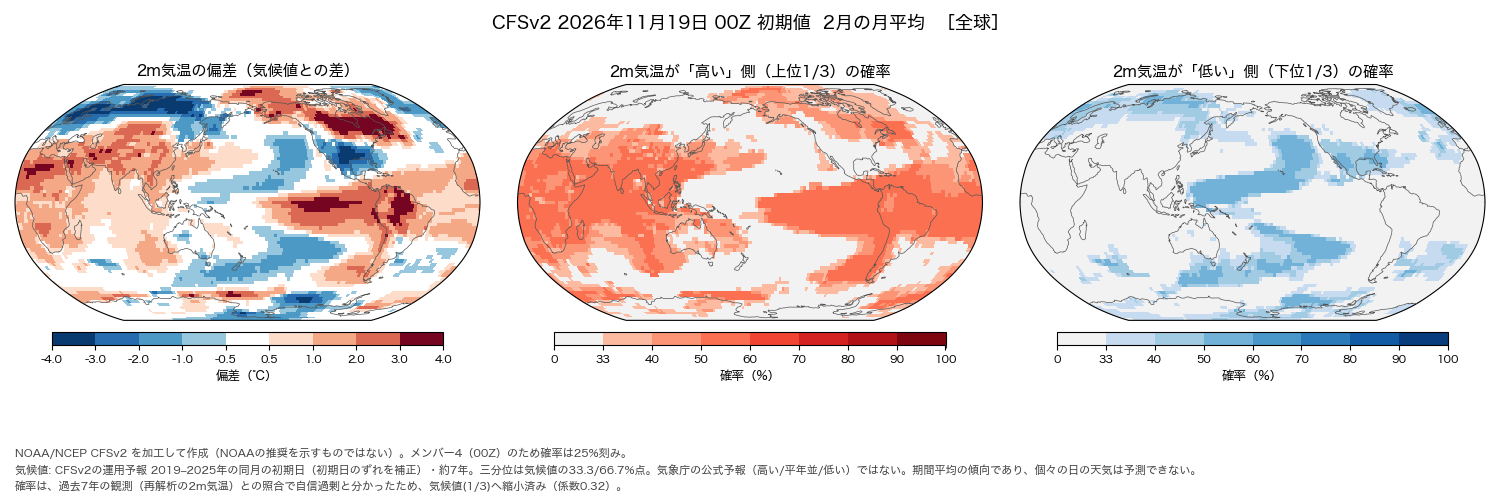 CFSv2 2026年11月19日 00Z 初期値 2月の月平均 ［全球］
2m気温の偏差（気候値との差）
2m気温が「高い」側（上位1/3）の確率
2m気温が「低い」側（下位1/3）の確率
-4.0 -3.0 -2.0 -1.0 -0.5 0.5 1.0 2.0 3.0 4.0
偏差（℃）
0 33 40 50 60 70 80 90 100
確率（%）
0 33 40 50 60 70 80 90 100
確率（%）
NOAA/NCEP CFSv2 を加工して作成（NOAAの推奨を示すものではない）。メンバー4（00Z）のため確率は25%刻み。
気候値: CFSv2の運用予報 2019–2025年の同月の初期日（初期日のずれを補正）・約7年。三分位は気候値の33.3/66.7%点。気象庁の公式予報（高い/平年並/低い）ではない。期間平均の傾向であり、個々の日の天気は予測できない。
確率は、過去7年の観測（再解析の2m気温）との照合で自信過剰と分かったため、気候値(1/3)へ縮小済み（係数0.32）。